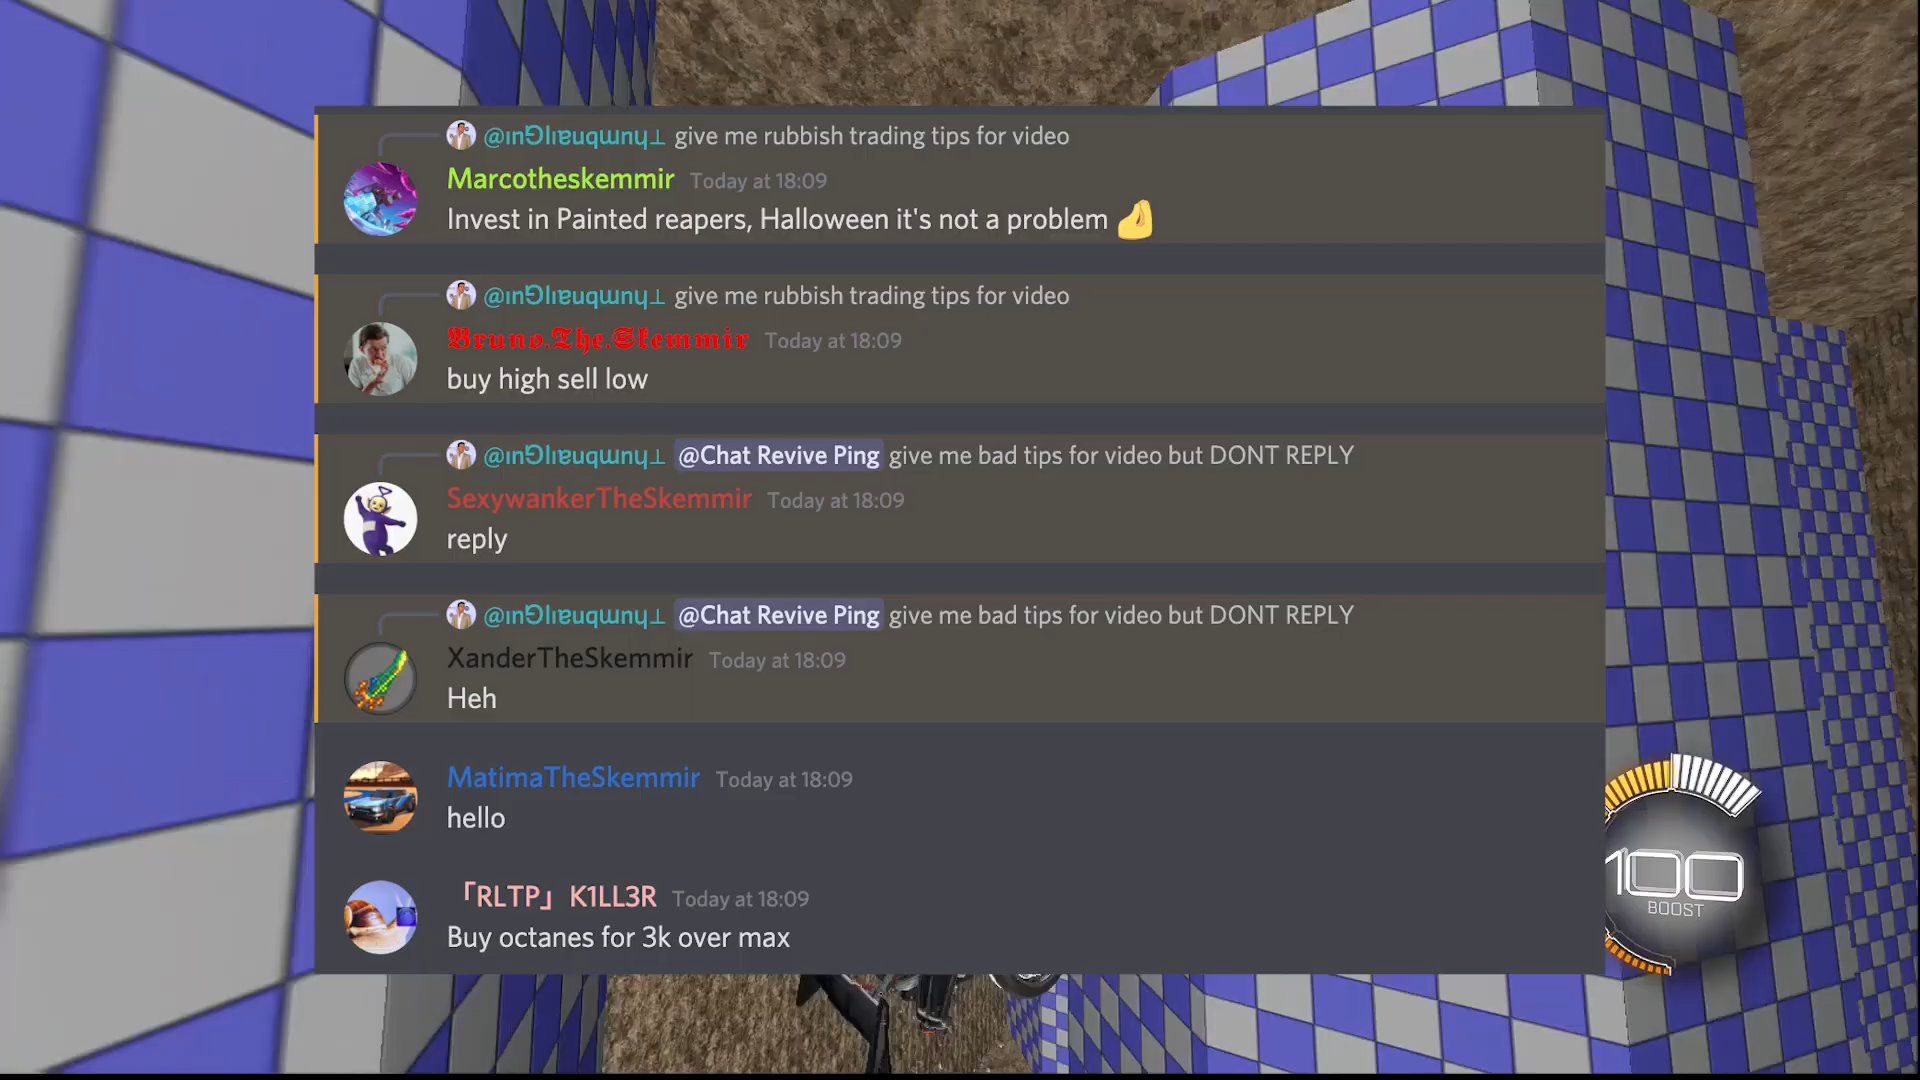 @ınꓨlıɐuqɯnɥ⊥ give me rubbish trading tips for video
Marcotheskemmir Today at 18:09
Invest in Painted reapers, Halloween it's not a problem
@ınꓨlıɐuqɯnɥ⊥ give me rubbish trading tips for video
𝕭𝖗𝖚𝖓𝖔.𝕿𝖍𝖊.𝕾𝖐𝖊𝖒𝖒𝖎𝖗 Today at 18:09
buy high sell low
@ınꓨlıɐuqɯnɥ⊥ @Chat Revive Ping give me bad tips for video but DONT REPLY
SexywankerTheSkemmir Today at 18:09
reply
@ınꓨlıɐuqɯnɥ⊥ @Chat Revive Ping give me bad tips for video but DONT REPLY
XanderTheSkemmir Today at 18:09
Heh
MatimaTheSkemmir Today at 18:09
hello
「RLTP」 K1LL3R Today at 18:09
Buy octanes for 3k over max
100
BOOST